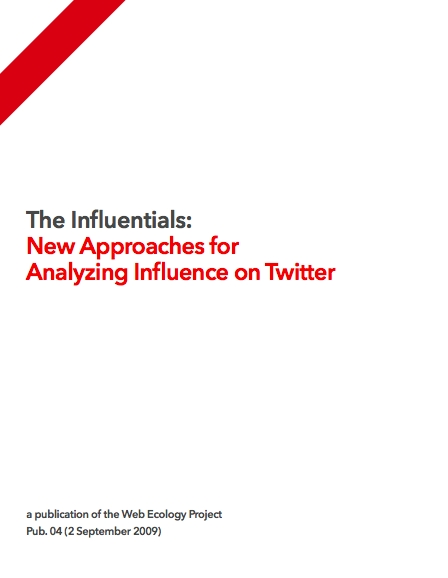 The Influentials:
New Approaches for
Analyzing Influence on Twitter
a publication of the Web Ecology Project
Pub. 04 (2 September 2009)